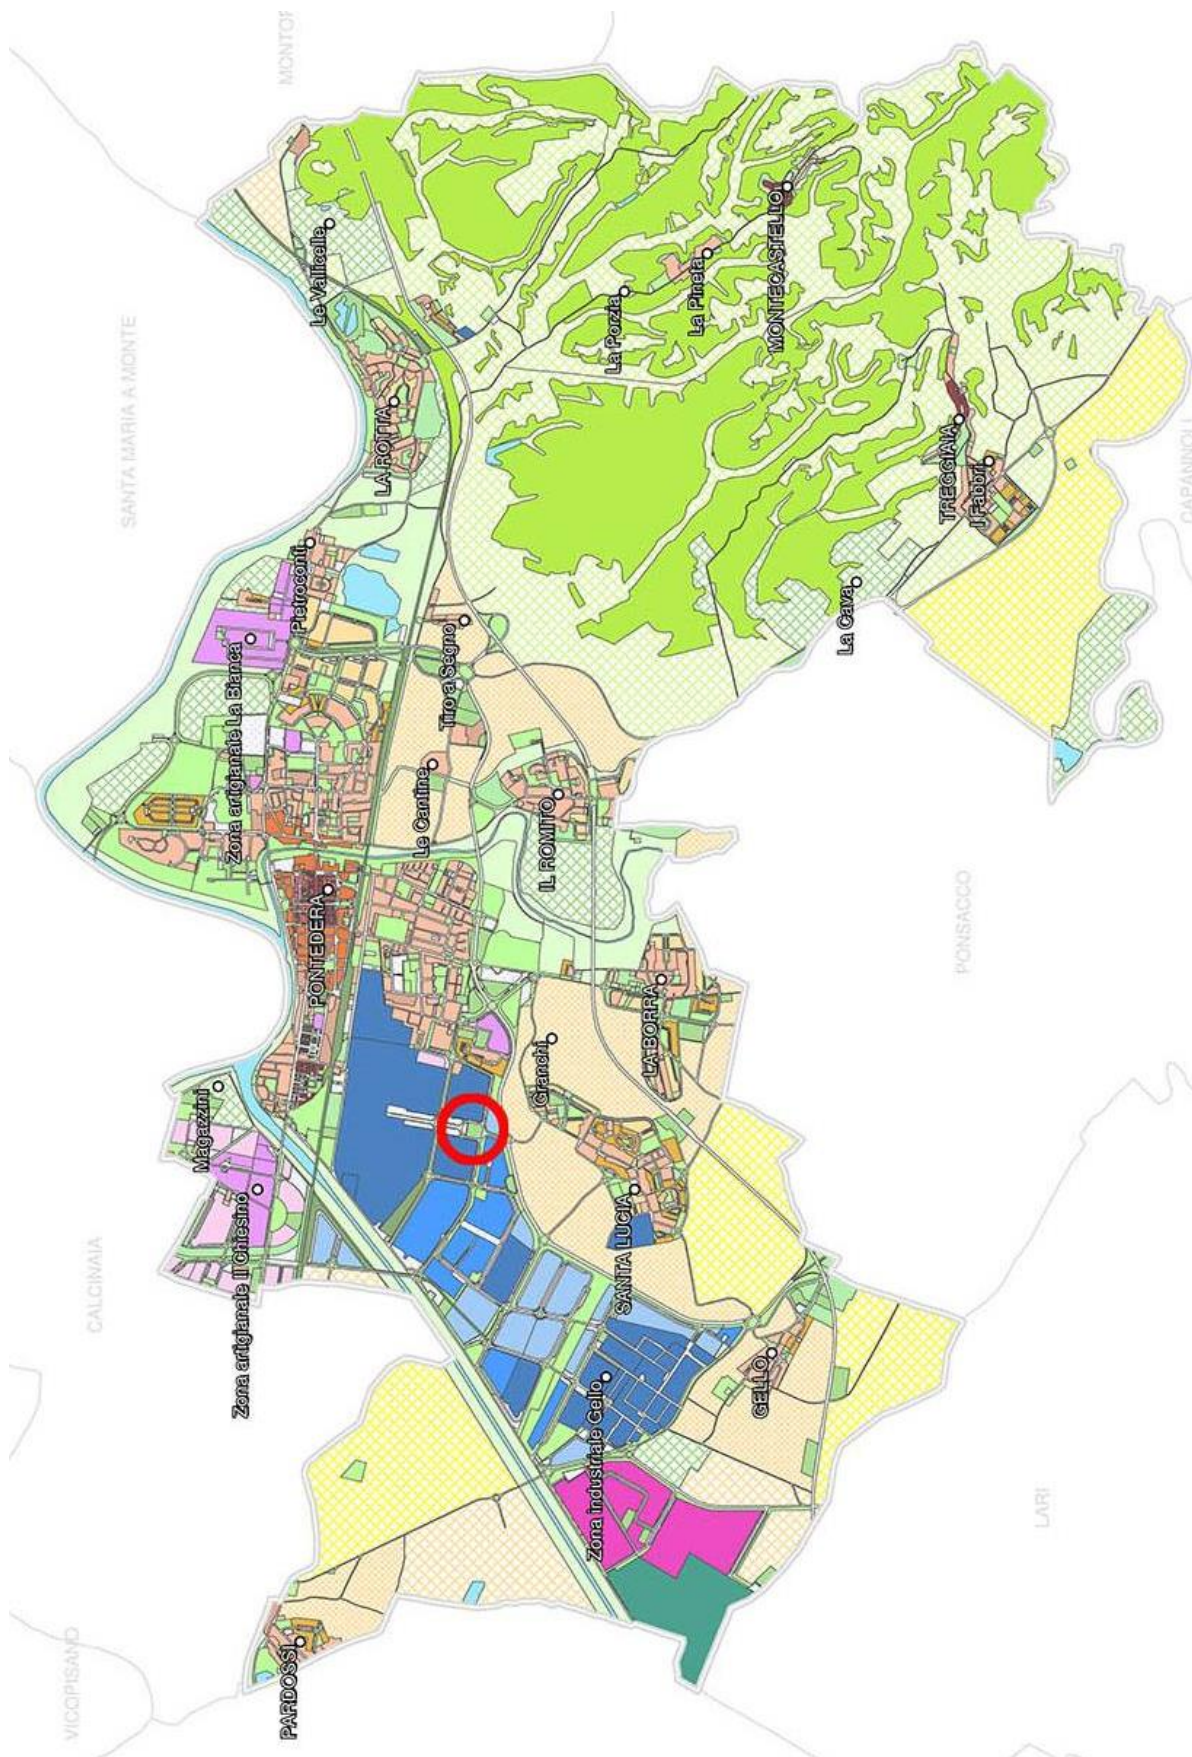 VICOPISANO
CALCINAIA
SANTA MARIA A MONTE
Magazzini
Zona artigianale La Bianca
Zona artigianale Il Chiesino
PARDOSSI
Pietroconti
PONTEDERA
Le Vallicelle
LA ROTTA
Le Cantine
Tiro a Segno
Granchi
IL ROMITO
Zona industriale Gello
La Porzia
SANTA LUCIA
LA BORRA
La Pineta
GELLO
MONTECASTELLO
La Cava
TREGGIAIA
PONSACCO
I Fabbri
LARI
CAPANNOLI